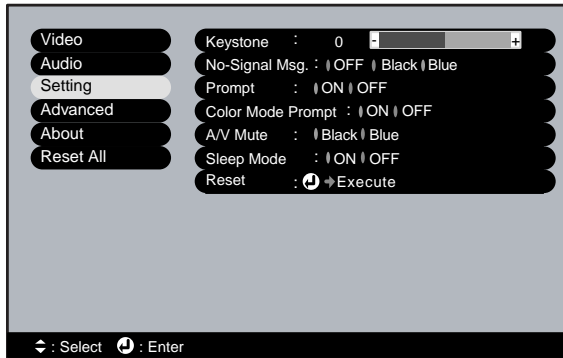 Video
Audio
Setting
Advanced
About
Reset All
Keystone : 0 - +
No-Signal Msg. : OFF Black Blue
Prompt : ON OFF
Color Mode Prompt : ON OFF
A/V Mute : Black Blue
Sleep Mode : ON OFF
Reset : Execute
: Select : Enter